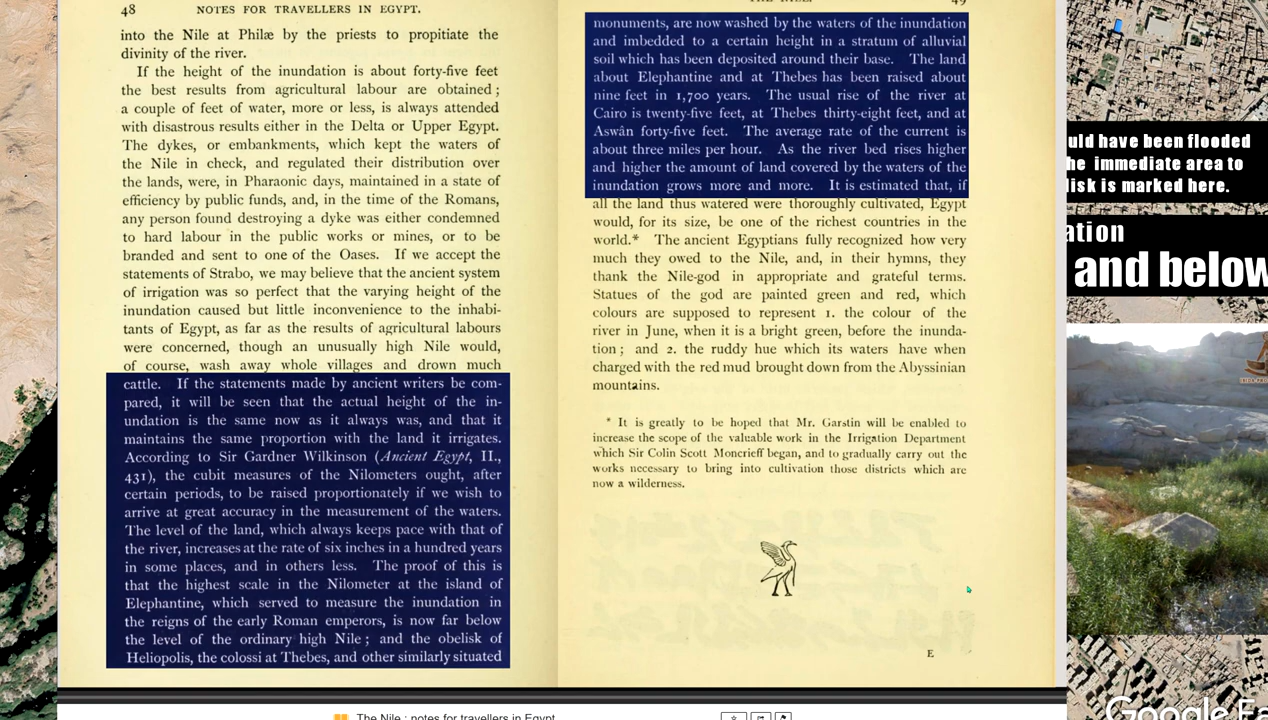 48 NOTES FOR TRAVELLERS IN EGYPT.
into the Nile at Philæ by the priests to propitiate the
divinity of the river.
If the height of the inundation is about forty-five feet
the best results from agricultural labour are obtained ;
a couple of feet of water, more or less, is always attended
with disastrous results either in the Delta or Upper Egypt.
The dykes, or embankments, which kept the waters of
the Nile in check, and regulated their distribution over
the lands, were, in Pharaonic days, maintained in a state of
efficiency by public funds, and, in the time of the Romans,
any person found destroying a dyke was either condemned
to hard labour in the public works or mines, or to be
branded and sent to one of the Oases. If we accept the
statements of Strabo, we may believe that the ancient system
of irrigation was so perfect that the varying height of the
inundation caused but little inconvenience to the inhabi-
tants of Egypt, as far as the results of agricultural labours
were concerned, though an unusually high Nile would,
of course, wash away whole villages and drown much
cattle. If the statements made by ancient writers be com-
pared, it will be seen that the actual height of the in-
undation is the same now as it always was, and that it
maintains the same proportion with the land it irrigates.
According to Sir Gardner Wilkinson (Ancient Egypt, II.,
431), the cubit measures of the Nilometers ought, after
certain periods, to be raised proportionately if we wish to
arrive at great accuracy in the measurement of the waters.
The level of the land, which always keeps pace with that of
the river, increases at the rate of six inches in a hundred years
in some places, and in others less. The proof of this is
that the highest scale in the Nilometer at the island of
Elephantine, which served to measure the inundation in
the reigns of the early Roman emperors, is now far below
the level of the ordinary high Nile ; and the obelisk of
Heliopolis, the colossi at Thebes, and other similarly situated
49
monuments, are now washed by the waters of the inundation
and imbedded to a certain height in a stratum of alluvial
soil which has been deposited around their base. The land
about Elephantine and at Thebes has been raised about
nine feet in 1,700 years. The usual rise of the river at
Cairo is twenty-five feet, at Thebes thirty-eight feet, and at
Aswân forty-five feet. The average rate of the current is
about three miles per hour. As the river bed rises higher
and higher the amount of land covered by the waters of the
inundation grows more and more. It is estimated that, if
all the land thus watered were thoroughly cultivated, Egypt
would, for its size, be one of the richest countries in the
world.* The ancient Egyptians fully recognized how very
much they owed to the Nile, and, in their hymns, they
thank the Nile-god in appropriate and grateful terms.
Statues of the god are painted green and red, which
colours are supposed to represent 1. the colour of the
river in June, when it is a bright green, before the inunda-
tion ; and 2. the ruddy hue which its waters have when
charged with the red mud brought down from the Abyssinian
mountains.
* It is greatly to be hoped that Mr. Garstin will be enabled to
increase the scope of the valuable work in the Irrigation Department
which Sir Colin Scott Moncrieff began, and to gradually carry out the
works necessary to bring into cultivation those districts which are
now a wilderness.
E
The Nile : notes for travellers in Egypt
uld have been flooded
he immediate area to
lisk is marked here.
ation
and below
Google Ea